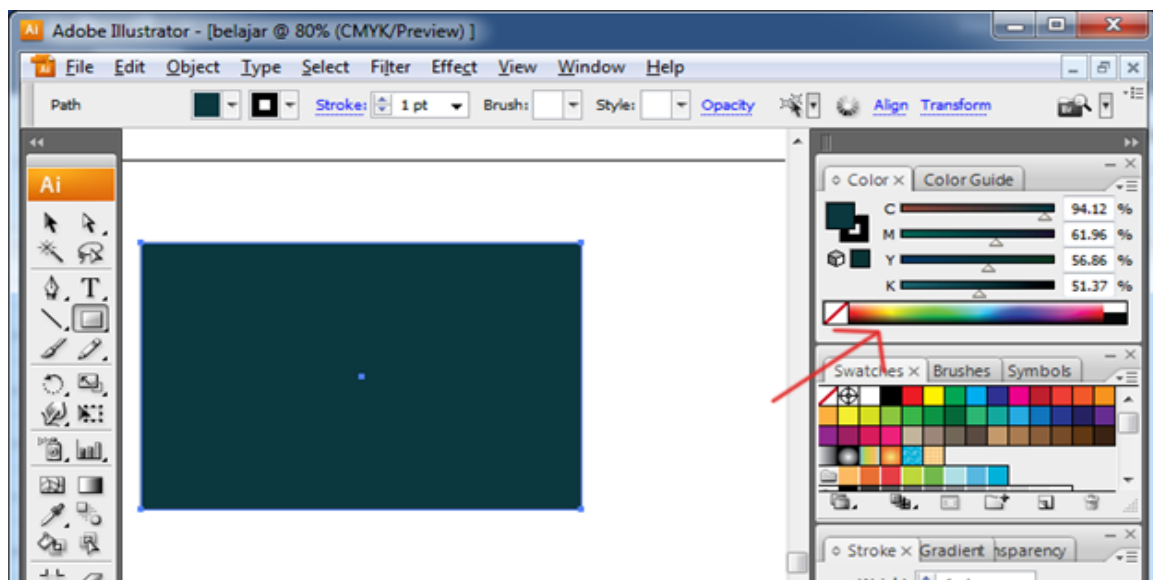 Ai Adobe Illustrator - [belajar @ 80% (CMYK/Preview) ]
File Edit Object Type Select Filter Effect View Window Help
Path Stroke: 1 pt Brush: Style: Opacity Align Transform
Ai
T
Color × Color Guide
C 94.12 %
M 61.96 %
Y 56.86 %
K 51.37 %
Swatches × Brushes Symbols
Stroke × Gradient nsparency